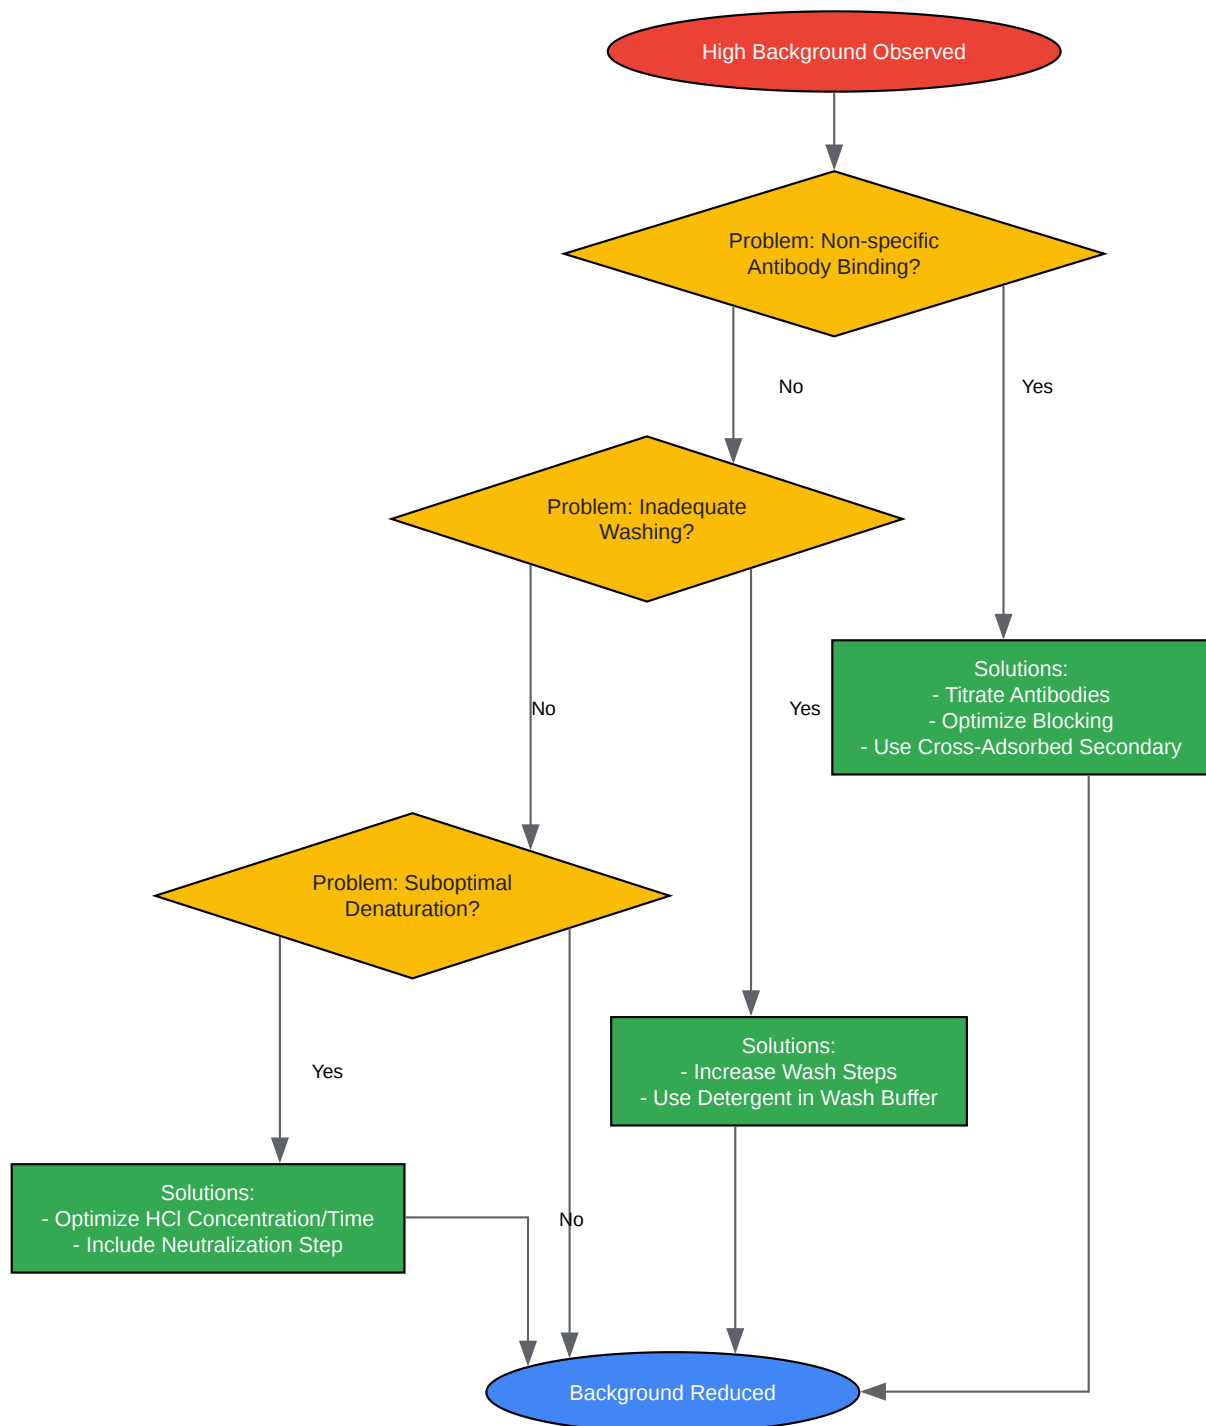 High Background Observed
Problem: Non-specific
Antibody Binding?
No
Yes
Problem: Inadequate
Washing?
No
Yes
Solutions:
- Titrate Antibodies
- Optimize Blocking
- Use Cross-Adsorbed Secondary
Problem: Suboptimal
Denaturation?
Yes
No
Solutions:
- Increase Wash Steps
- Use Detergent in Wash Buffer
Solutions:
- Optimize HCl Concentration/Time
- Include Neutralization Step
Background Reduced